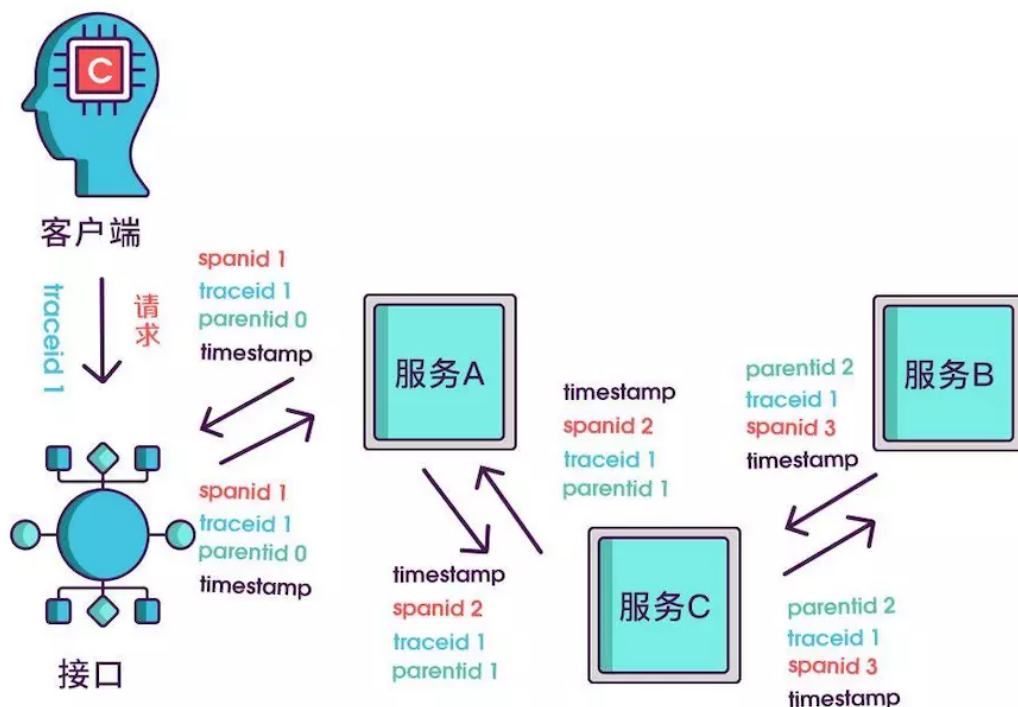 C
客户端
traceid 1
请求
spanid 1
traceid 1
parentid 0
timestamp
服务A
spanid 1
traceid 1
parentid 0
timestamp
接口
timestamp
spanid 2
traceid 1
parentid 1
timestamp
spanid 2
traceid 1
parentid 1
服务C
parentid 2
traceid 1
spanid 3
timestamp
服务B
parentid 2
traceid 1
spanid 3
timestamp